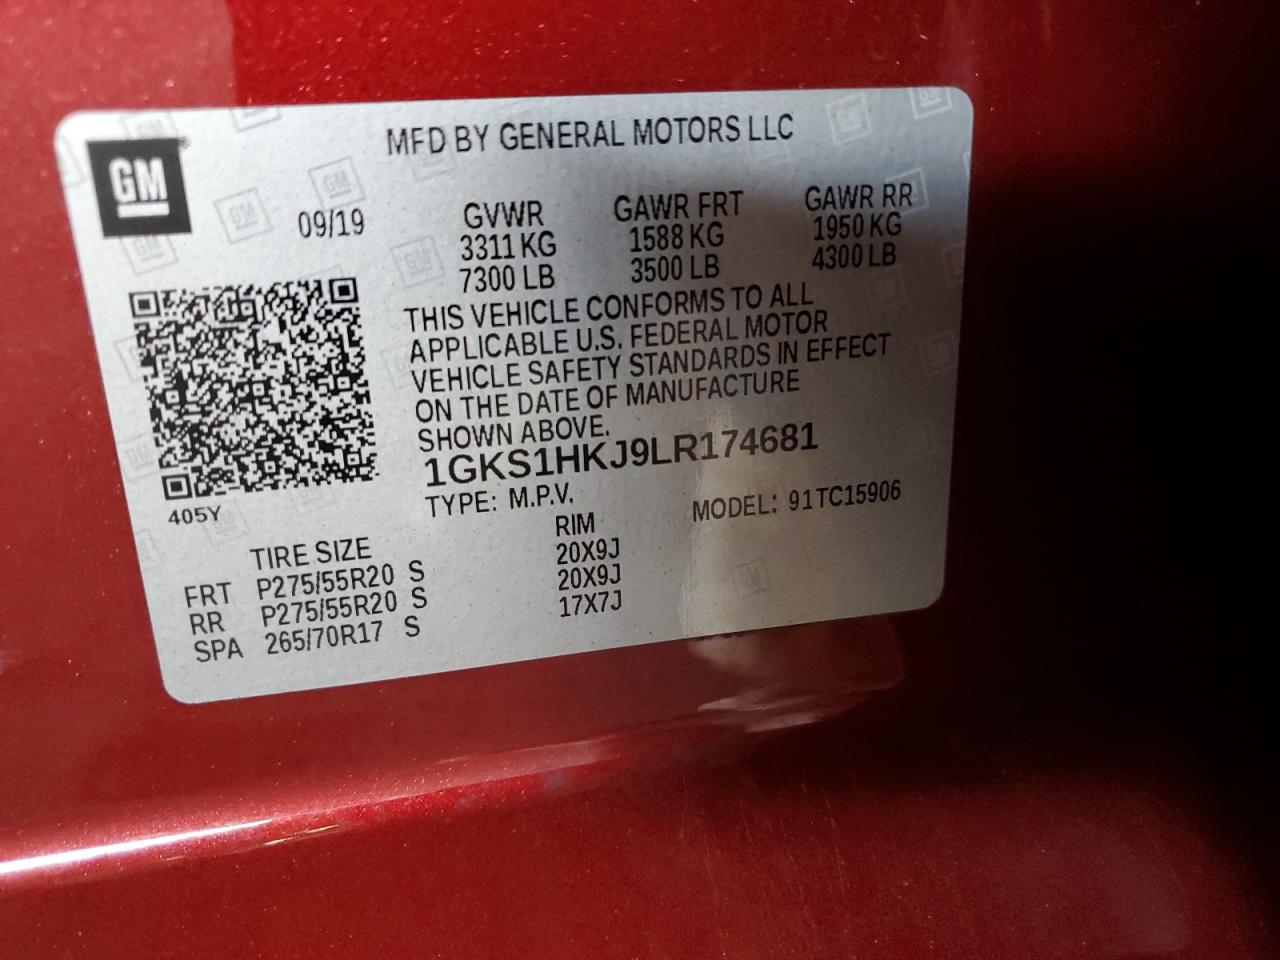 MFD BY GENERAL MOTORS LLC
GM
09/19
GVWR GAWR FRT GAWR RR
3311 KG 1588 KG 1950 KG
7300 LB 3500 LB 4300 LB
THIS VEHICLE CONFORMS TO ALL
APPLICABLE U.S. FEDERAL MOTOR
VEHICLE SAFETY STANDARDS IN EFFECT
ON THE DATE OF MANUFACTURE
SHOWN ABOVE.
1GKS1HKJ9LR174681
405Y
TYPE: M.P.V. MODEL: 91TC15906
TIRE SIZE RIM
FRT P275/55R20 S 20X9J
RR P275/55R20 S 20X9J
SPA 265/70R17 S 17X7J